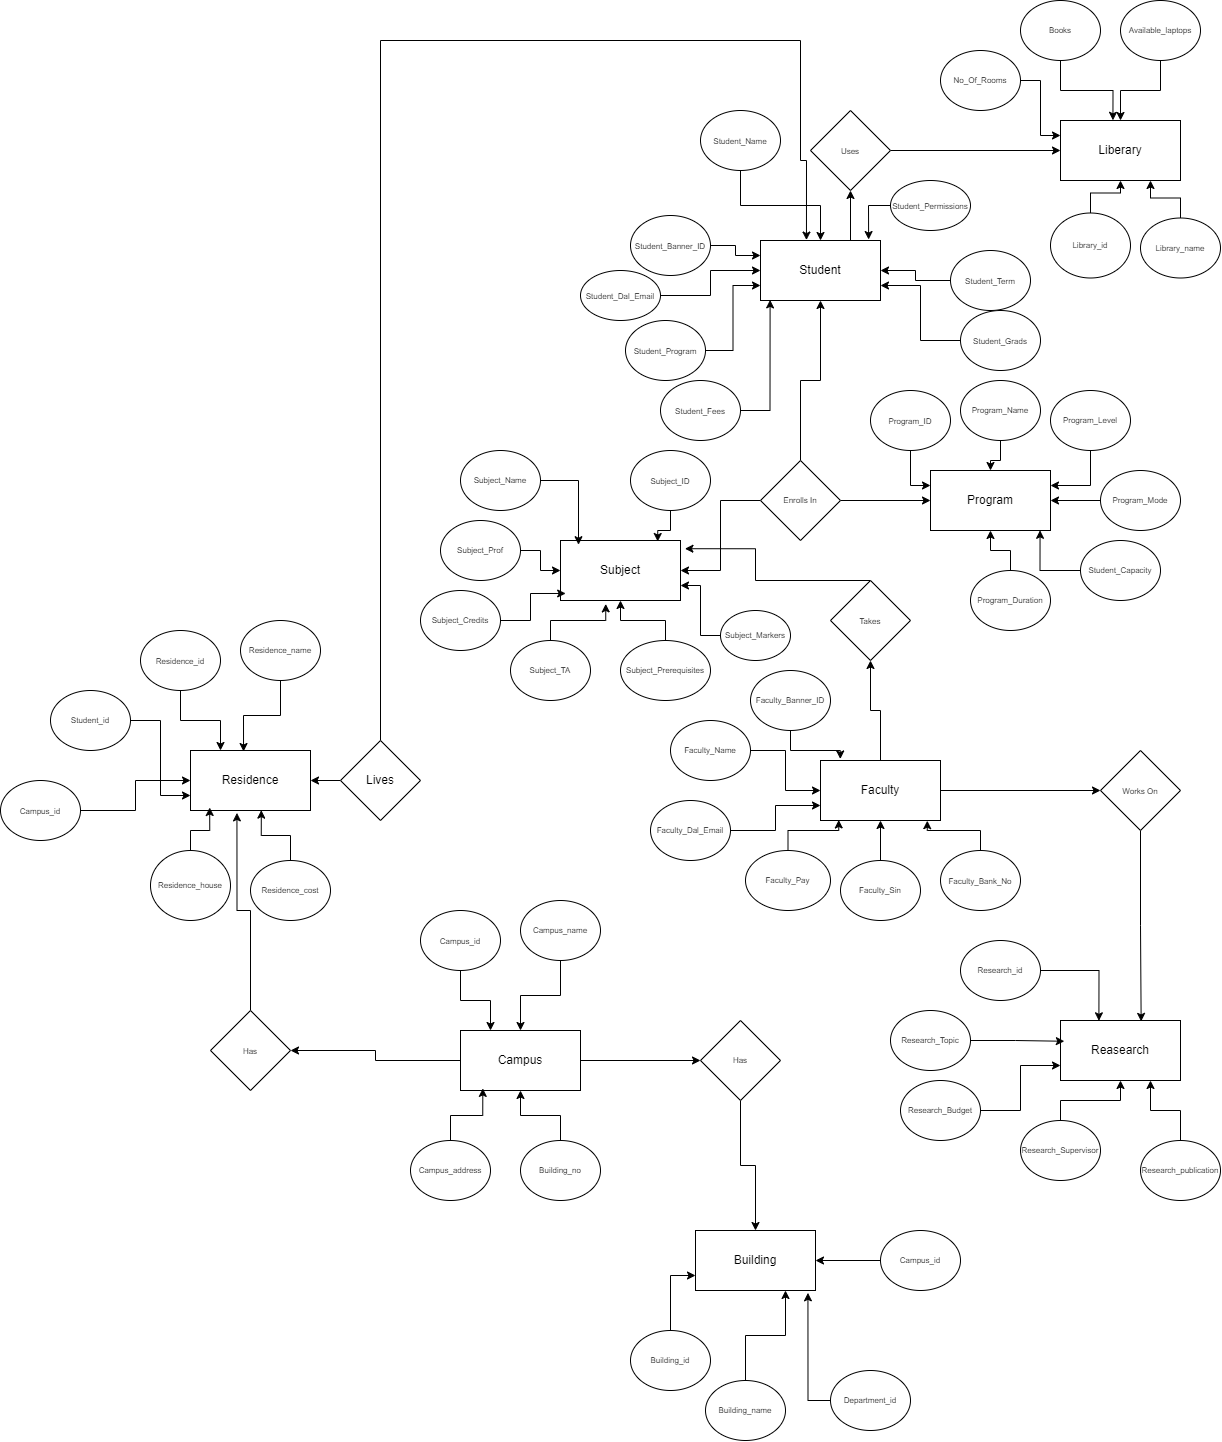 Books
Available_laptops
No_Of_Rooms
Student_Name
Uses
Liberary
Student_Permissions
Student_Banner_ID
Library_id
Library_name
Student
Student_Dal_Email
Student_Term
Student_Program
Student_Grads
Student_Fees
Program_ID
Program_Name
Program_Level
Subject_Name
Subject_ID
Enrolls In
Program
Program_Mode
Subject_Prof
Subject
Student_Capacity
Program_Duration
Subject_Credits
Takes
Subject_Markers
Residence_id
Residence_name
Subject_TA
Subject_Prerequisites
Faculty_Banner_ID
Student_id
Faculty_Name
Residence
Lives
Faculty
Works On
Campus_id
Faculty_Dal_Email
Residence_house
Residence_cost
Faculty_Pay
Faculty_Sin
Faculty_Bank_No
Campus_id
Campus_name
Research_id
Research_Topic
Has
Campus
Has
Reasearch
Research_Budget
Research_Supervisor
Campus_address
Building_no
Research_publication
Building
Campus_id
Building_id
Building_name
Department_id